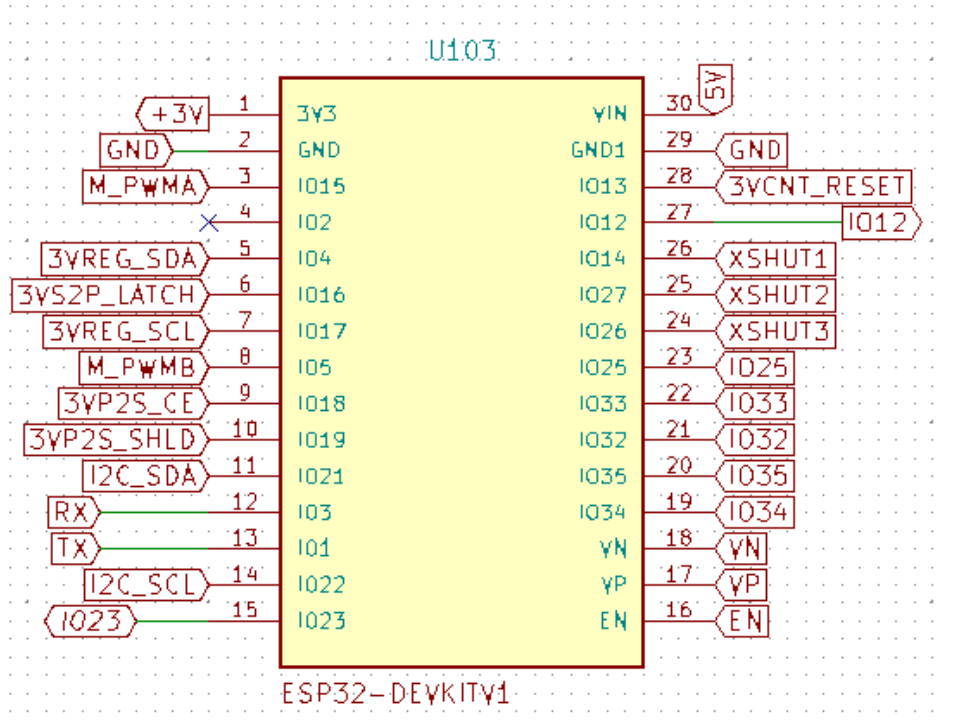 U103
+3V 1 3V3 VIN 30 5V
GND 2 GND GND1 29 GND
M_PWMA 3 IO15 IO13 28 3VCNT_RESET
4 IO2 IO12 27 IO12
3VREG_SDA 5 IO4 IO14 26 XSHUT1
3VS2P_LATCH 6 IO16 IO27 25 XSHUT2
3VREG_SCL 7 IO17 IO26 24 XSHUT3
M_PWMB 8 IO5 IO25 23 IO25
3VP2S_CE 9 IO18 IO33 22 IO33
3VP2S_SHLD 10 IO19 IO32 21 IO32
I2C_SDA 11 IO21 IO35 20 IO35
RX 12 IO3 IO34 19 IO34
TX 13 IO1 VN 18 VN
I2C_SCL 14 IO22 VP 17 VP
IO23 15 IO23 EN 16 EN
ESP32-DEVKITV1